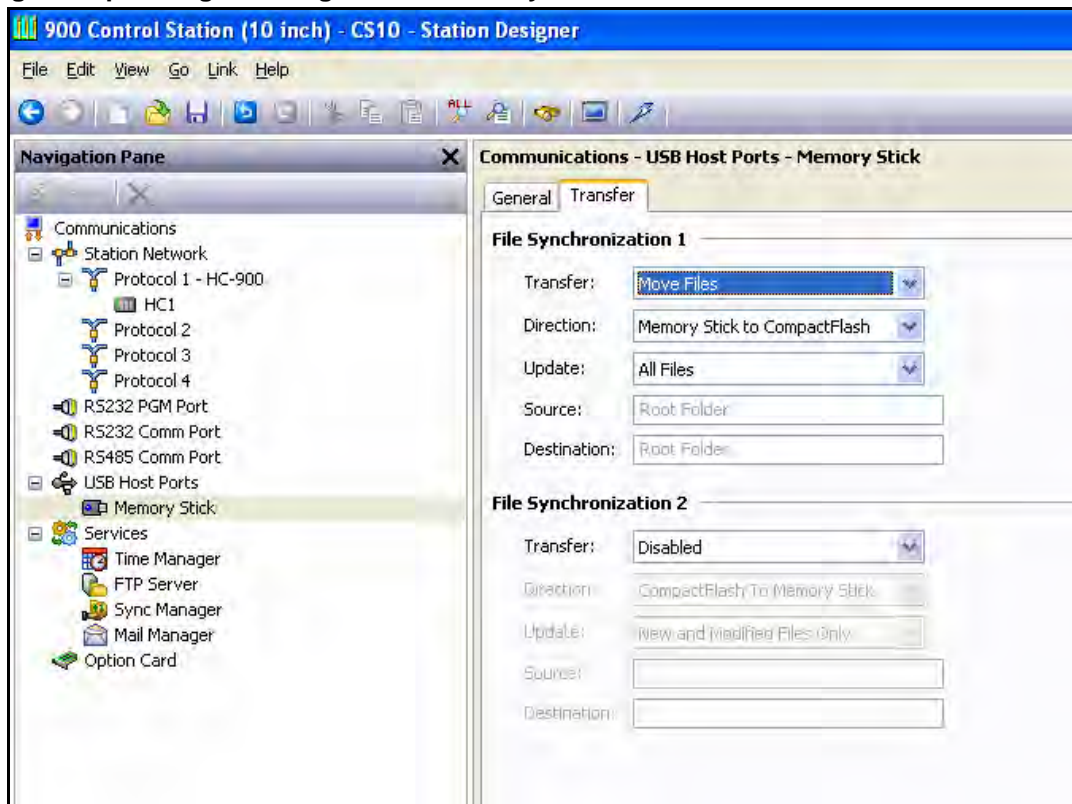 900 Control Station (10 inch) - CS10 - Station Designer
File Edit View Go Link Help
ALL
Navigation Pane
Communications
Station Network
Protocol 1 - HC-900
HC1
Protocol 2
Protocol 3
Protocol 4
RS232 PGM Port
RS232 Comm Port
RS485 Comm Port
USB Host Ports
Memory Stick
Services
Time Manager
FTP Server
Sync Manager
Mail Manager
Option Card
Communications - USB Host Ports - Memory Stick
General Transfer
File Synchronization 1
Transfer: Move Files
Direction: Memory Stick to CompactFlash
Update: All Files
Source: Root Folder
Destination: Root Folder
File Synchronization 2
Transfer: Disabled
Direction: CompactFlash To Memory Stick
Update: New and Modified Files Only
Source:
Destination: